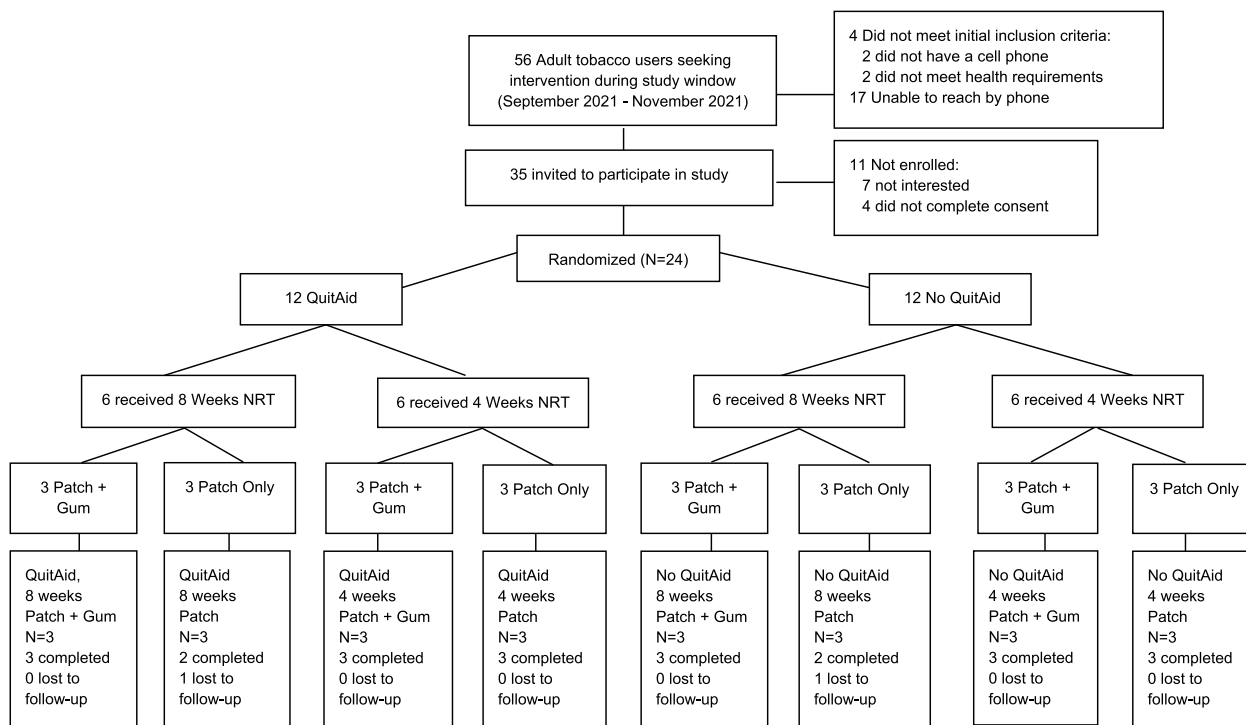 56 Adult tobacco users seeking
intervention during study window
(September 2021 - November 2021)
4 Did not meet initial inclusion criteria:
2 did not have a cell phone
2 did not meet health requirements
17 Unable to reach by phone
35 invited to participate in study
11 Not enrolled:
7 not interested
4 did not complete consent
Randomized (N=24)
12 QuitAid
12 No QuitAid
6 received 8 Weeks NRT
6 received 4 Weeks NRT
6 received 8 Weeks NRT
6 received 4 Weeks NRT
3 Patch +
Gum
3 Patch Only
3 Patch +
Gum
3 Patch Only
3 Patch +
Gum
3 Patch Only
3 Patch +
Gum
3 Patch Only
QuitAid,
8 weeks
Patch + Gum
N=3
3 completed
0 lost to
follow-up
QuitAid
8 weeks
Patch
N=3
2 completed
1 lost to
follow-up
QuitAid
4 weeks
Patch + Gum
N=3
3 completed
0 lost to
follow-up
QuitAid
4 weeks
Patch
N=3
3 completed
0 lost to
follow-up
No QuitAid
8 weeks
Patch + Gum
N=3
3 completed
0 lost to
follow-up
No QuitAid
8 weeks
Patch
N=3
2 completed
1 lost to
follow-up
No QuitAid
4 weeks
Patch + Gum
N=3
3 completed
0 lost to
follow-up
No QuitAid
4 weeks
Patch
N=3
3 completed
0 lost to
follow-up